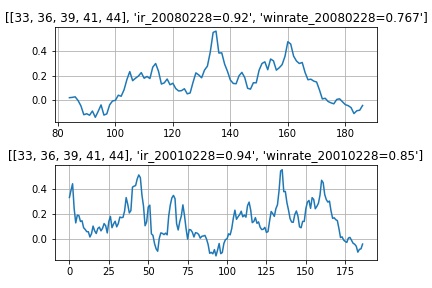 [[33, 36, 39, 41, 44], 'ir_20080228=0.92', 'winrate_20080228=0.767']
0.4
0.2
0.0
80 100 120 140 160 180
[[33, 36, 39, 41, 44], 'ir_20010228=0.94', 'winrate_20010228=0.85']
0.4
0.2
0.0
0 25 50 75 100 125 150 175